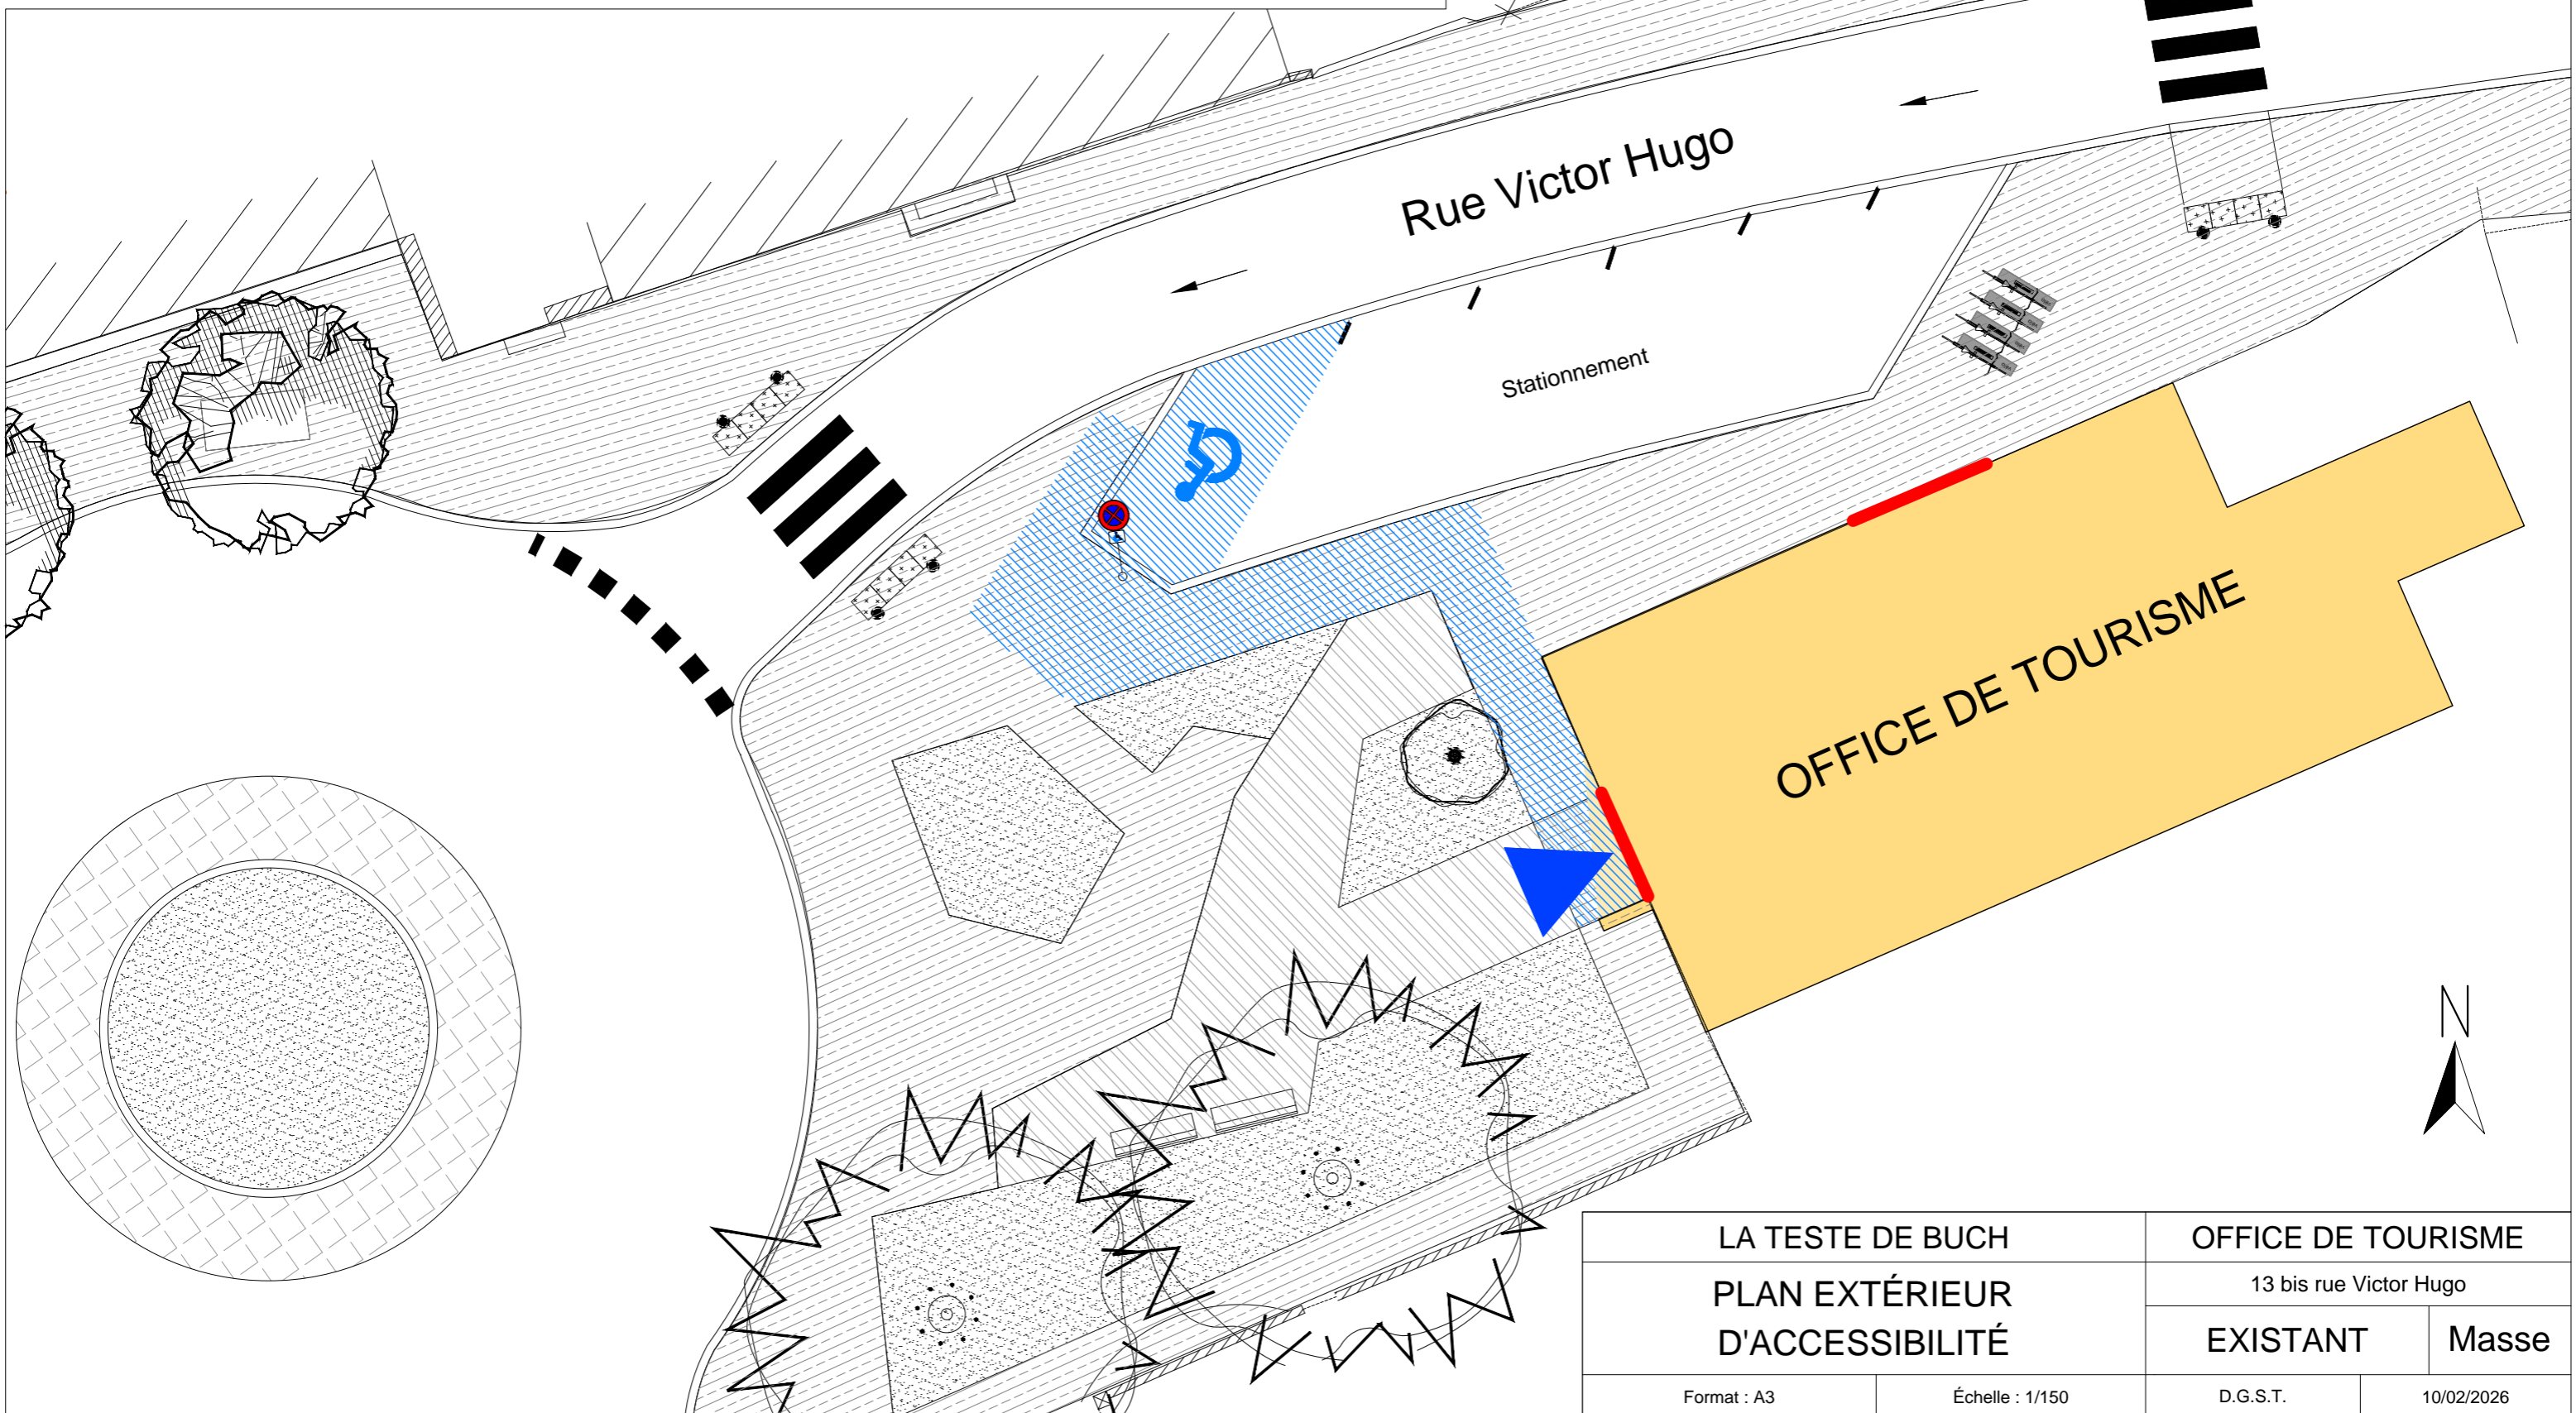 Rue Victor Hugo
Stationnement
OFFICE DE TOURISME
N
LA TESTE DE BUCH
OFFICE DE TOURISME
PLAN EXTÉRIEUR
D'ACCESSIBILITÉ
13 bis rue Victor Hugo
EXISTANT
Masse
Format : A3
Échelle : 1/150
D.G.S.T.
10/02/2026